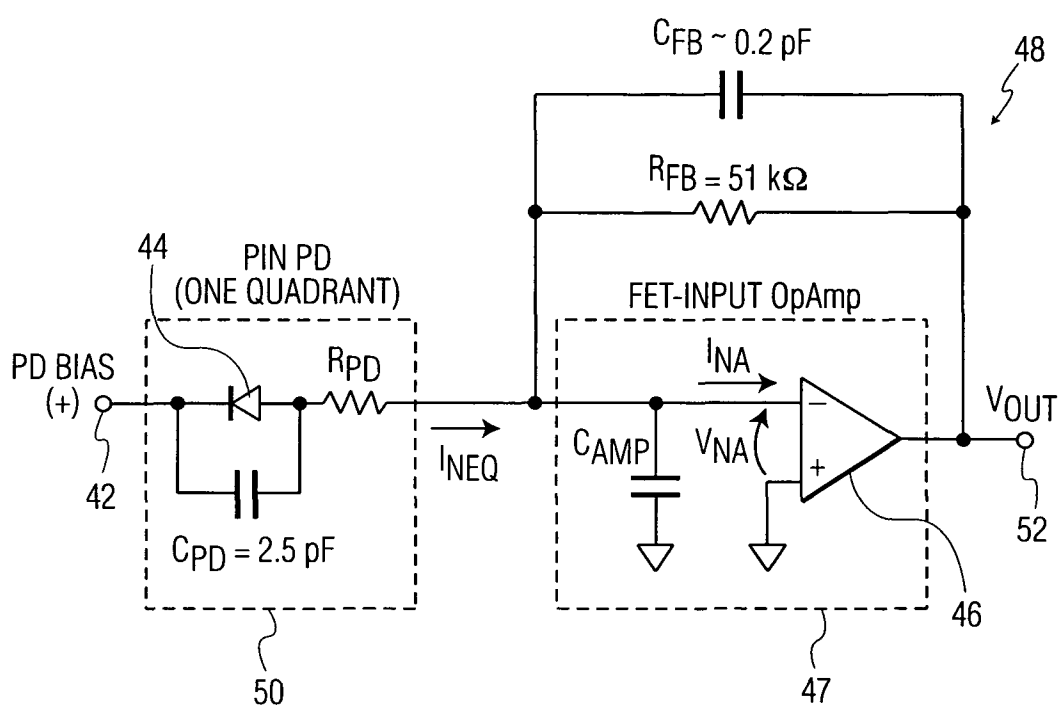 C_FB ~ 0.2 pF
48
R_FB = 51 kΩ
44
PIN PD
(ONE QUADRANT)
FET-INPUT OpAmp
PD BIAS
(+)
R_PD
I_NA
V_OUT
−
C_AMP
V_NA
+
I_NEQ
42
52
C_PD = 2.5 pF
46
50
47